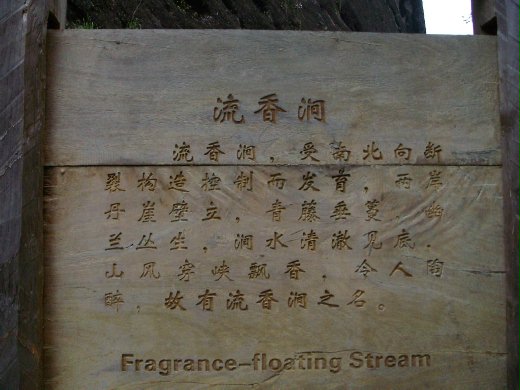 流香涧
流香涧，受南北向断
裂构造控制而发育，两岸
丹崖壁立，青藤垂蔓，幽
兰丛生，涧水清澈见底，
山风穿峡飘香，令人陶
醉，故有流香涧之名。
Fragrance-floating Stream